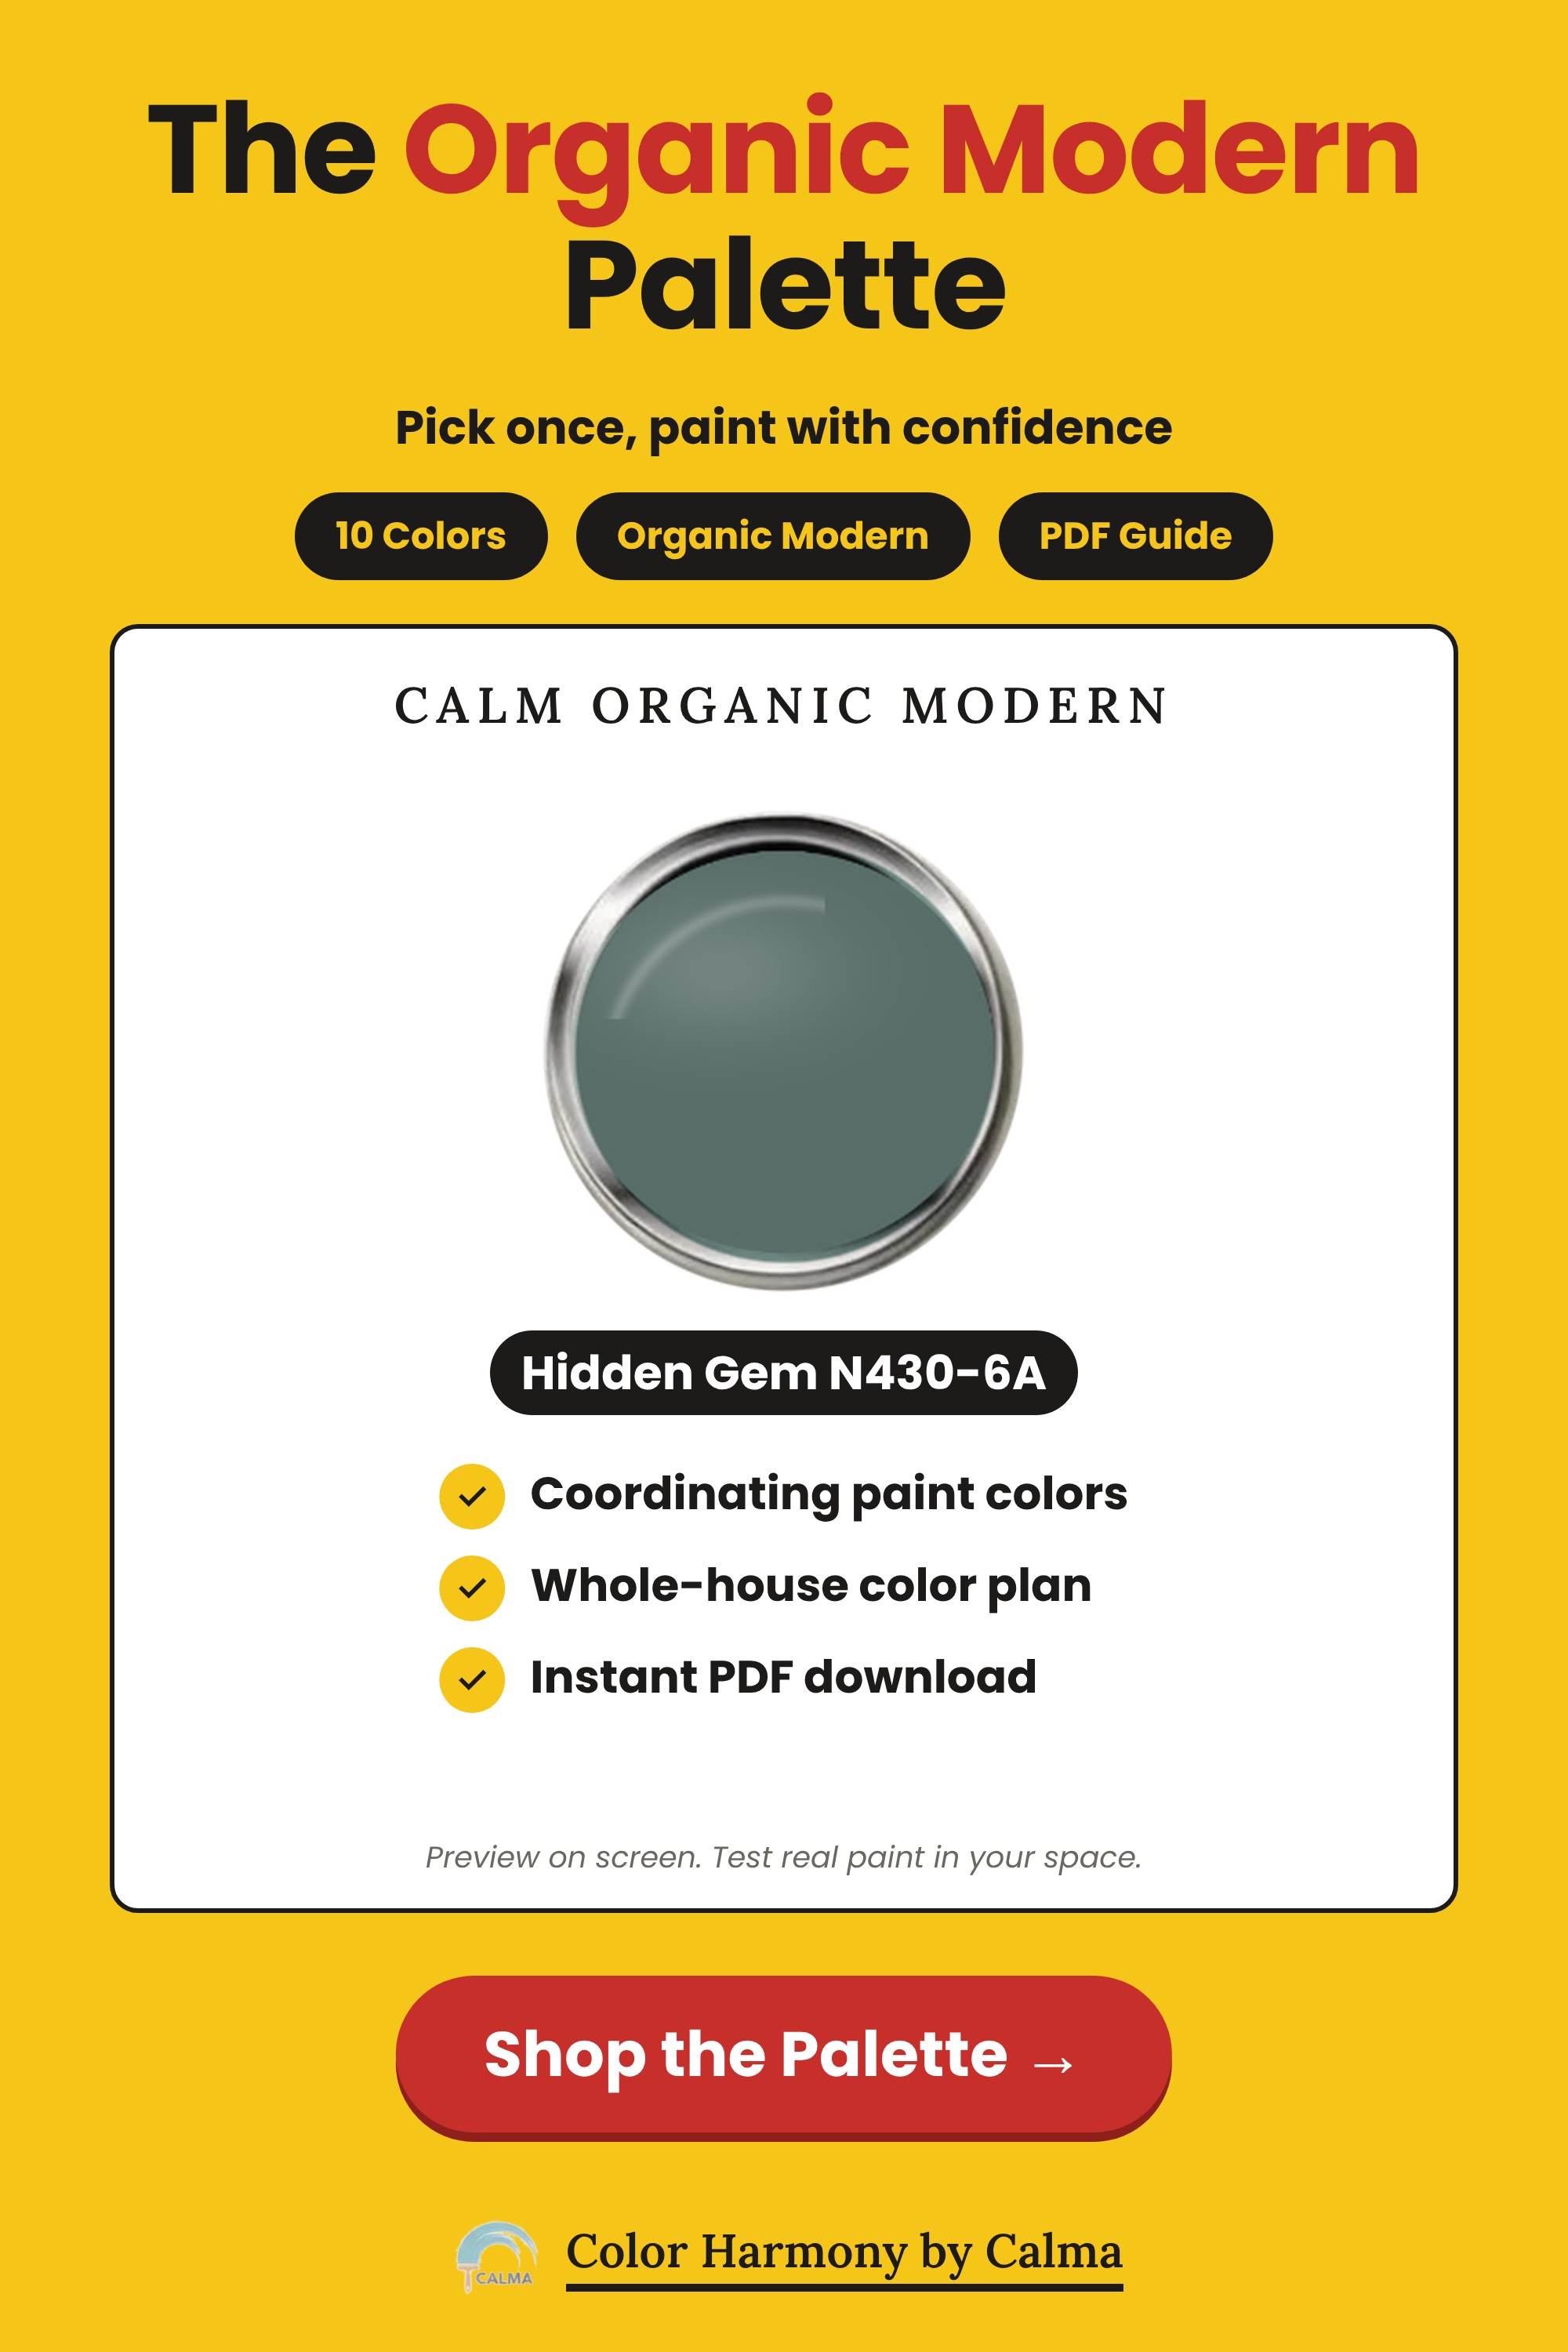 The Organic Modern
Palette
Pick once, paint with confidence
10 Colors
Organic Modern
PDF Guide
CALM ORGANIC MODERN
Hidden Gem N430-6A
Coordinating paint colors
Whole-house color plan
Instant PDF download
Preview on screen. Test real paint in your space.
Shop the Palette →
CALMA
Color Harmony by Calma